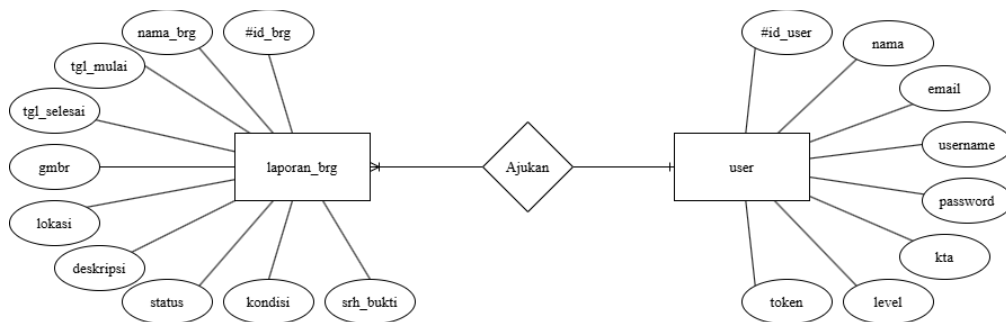 nama_brg
#id_brg
tgl_mulai
tgl_selesai
gmbr
lokasi
deskripsi
status
kondisi
srh_bukti
laporan_brg
Ajukan
user
#id_user
nama
email
username
password
kta
level
token